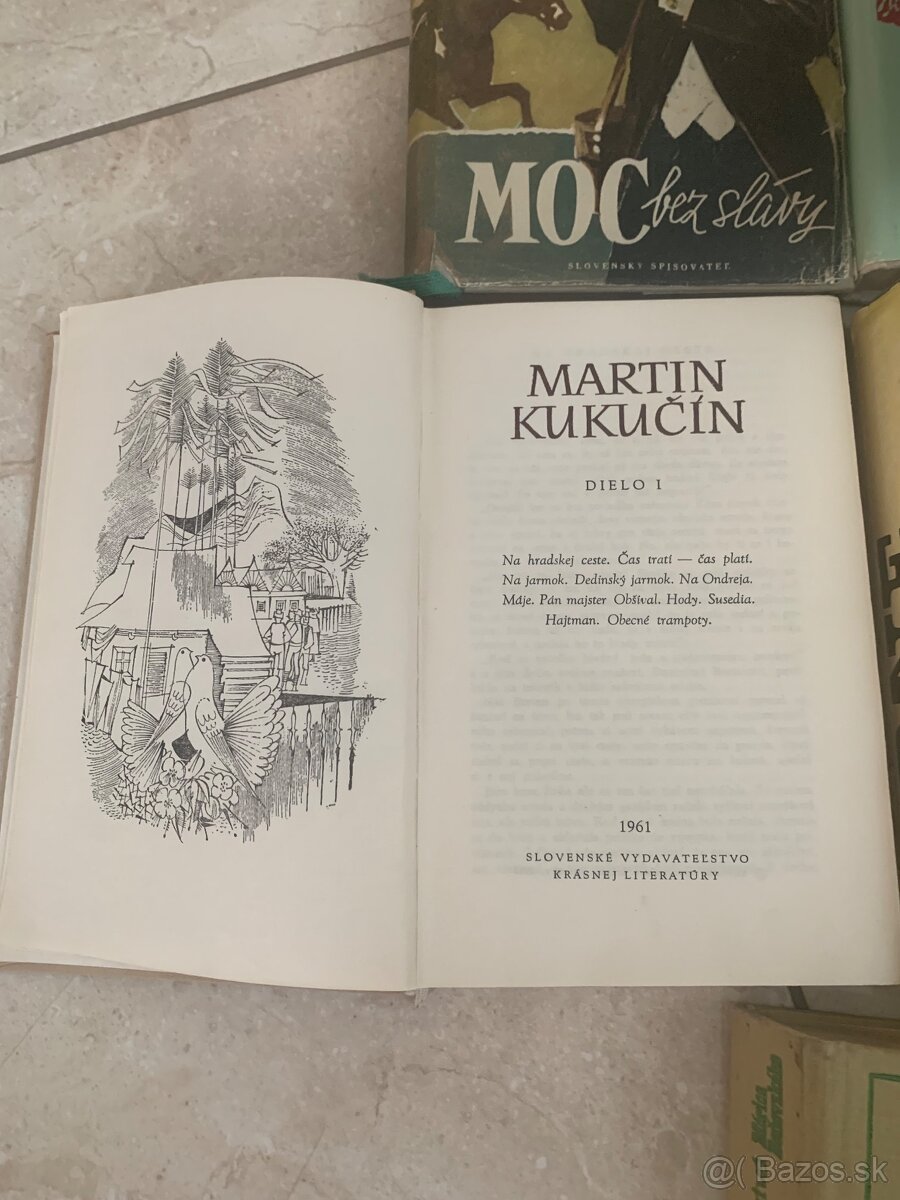 MOC bez slávy
SLOVENSKÝ SPISOVATEĽ
MARTIN
KUKUČÍN
DIELO I
Na hradskej ceste. Čas tratí — čas platí.
Na jarmok. Dedinský jarmok. Na Ondreja.
Máje. Pán majster Obšíval. Hody. Susedia.
Hajtman. Obecné trampoty.
1961
SLOVENSKÉ VYDAVATEĽSTVO
KRÁSNEJ LITERATÚRY
@( Bazos.sk